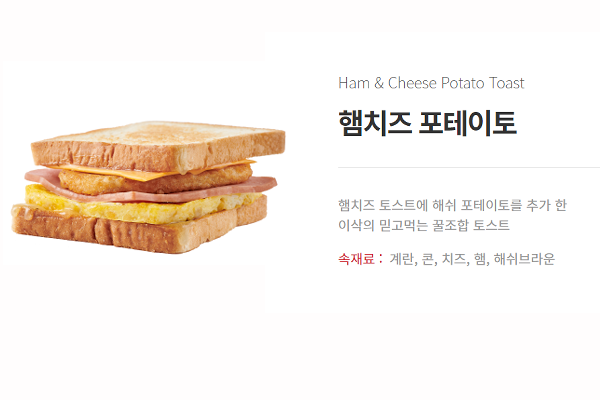 Ham & Cheese Potato Toast
햄치즈 포테이토
햄치즈 토스트에 해쉬 포테이토를 추가 한
이삭의 믿고먹는 꿀조합 토스트
속재료 : 계란, 콘, 치즈, 햄, 해쉬브라운